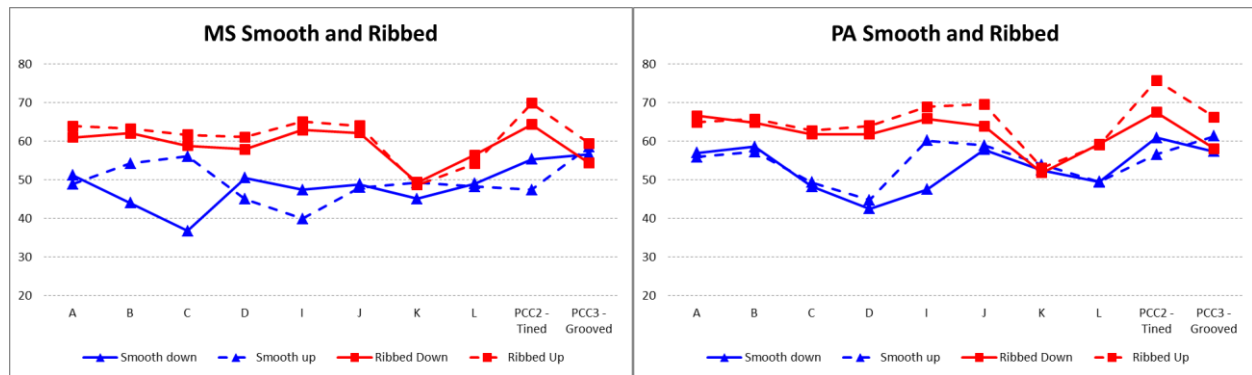 MS Smooth and Ribbed
80
70
60
50
40
30
20
A B C D I J K L PCC2 - PCC3 -
Tined Grooved
Smooth down Smooth up Ribbed Down Ribbed Up
PA Smooth and Ribbed
80
70
60
50
40
30
20
A B C D I J K L PCC2 - PCC3 -
Tined Grooved
Smooth down Smooth up Ribbed Down Ribbed Up